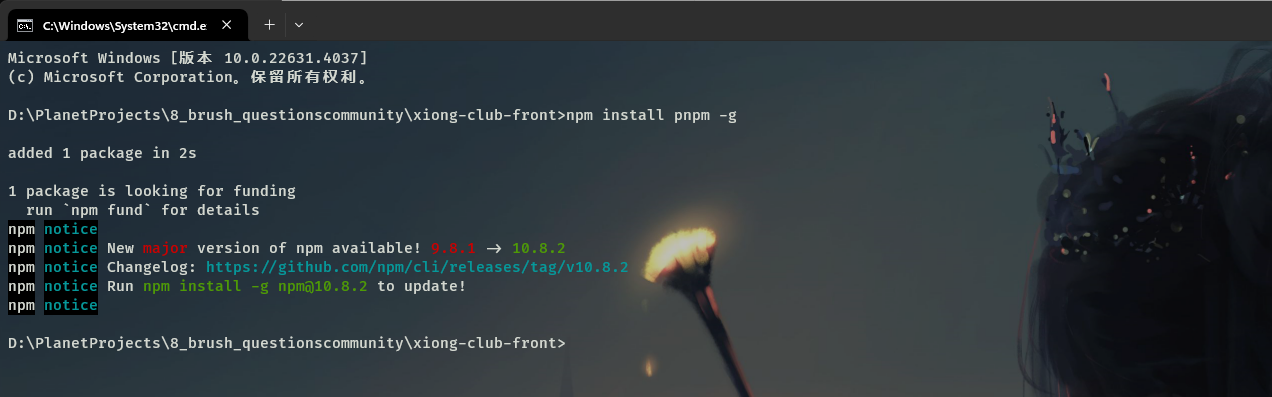 C:\Windows\System32\cmd.e
Microsoft Windows [版本 10.0.22631.4037]
(c) Microsoft Corporation。保留所有权利。
D:\PlanetProjects\8_brush_questionscommunity\xiong-club-front>npm install pnpm -g
added 1 package in 2s
1 package is looking for funding
  run `npm fund` for details
npm notice
npm notice New major version of npm available! 9.8.1 -> 10.8.2
npm notice Changelog: https://github.com/npm/cli/releases/tag/v10.8.2
npm notice Run npm install -g npm@10.8.2 to update!
npm notice
D:\PlanetProjects\8_brush_questionscommunity\xiong-club-front>